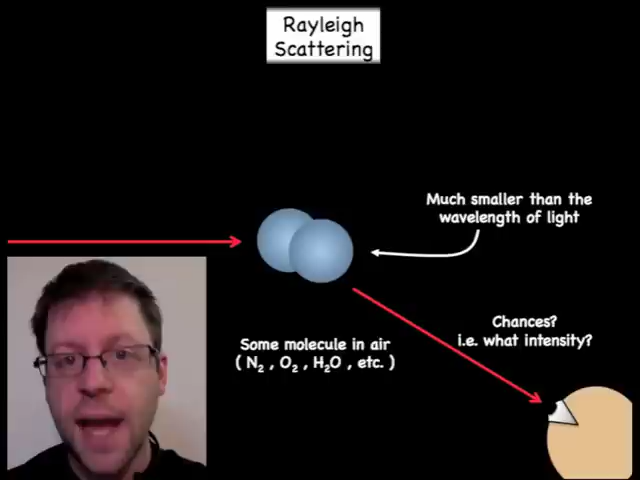 Rayleigh
Scattering
Much smaller than the
wavelength of light
Chances?
i.e. what intensity?
Some molecule in air
( N₂ , O₂ , H₂O , etc. )